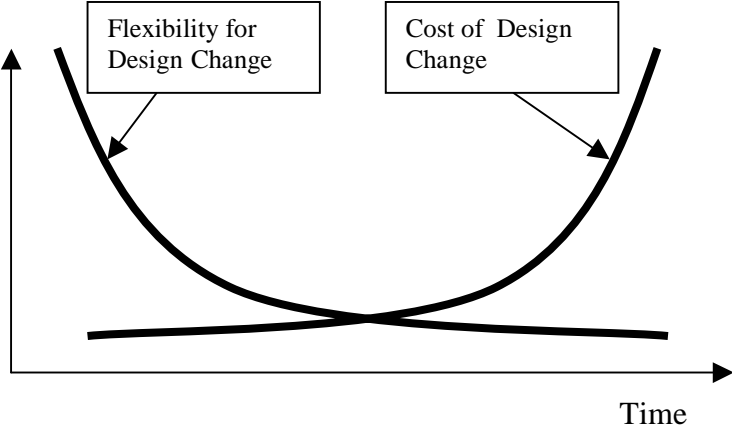 Flexibility for
Design Change
Cost of  Design
Change
Time